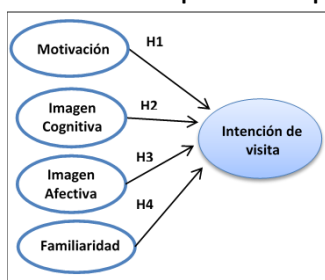 Motivación
H1
Imagen
Cognitiva
H2
Intención de
visita
Imagen
Afectiva
H3
H4
Familiaridad